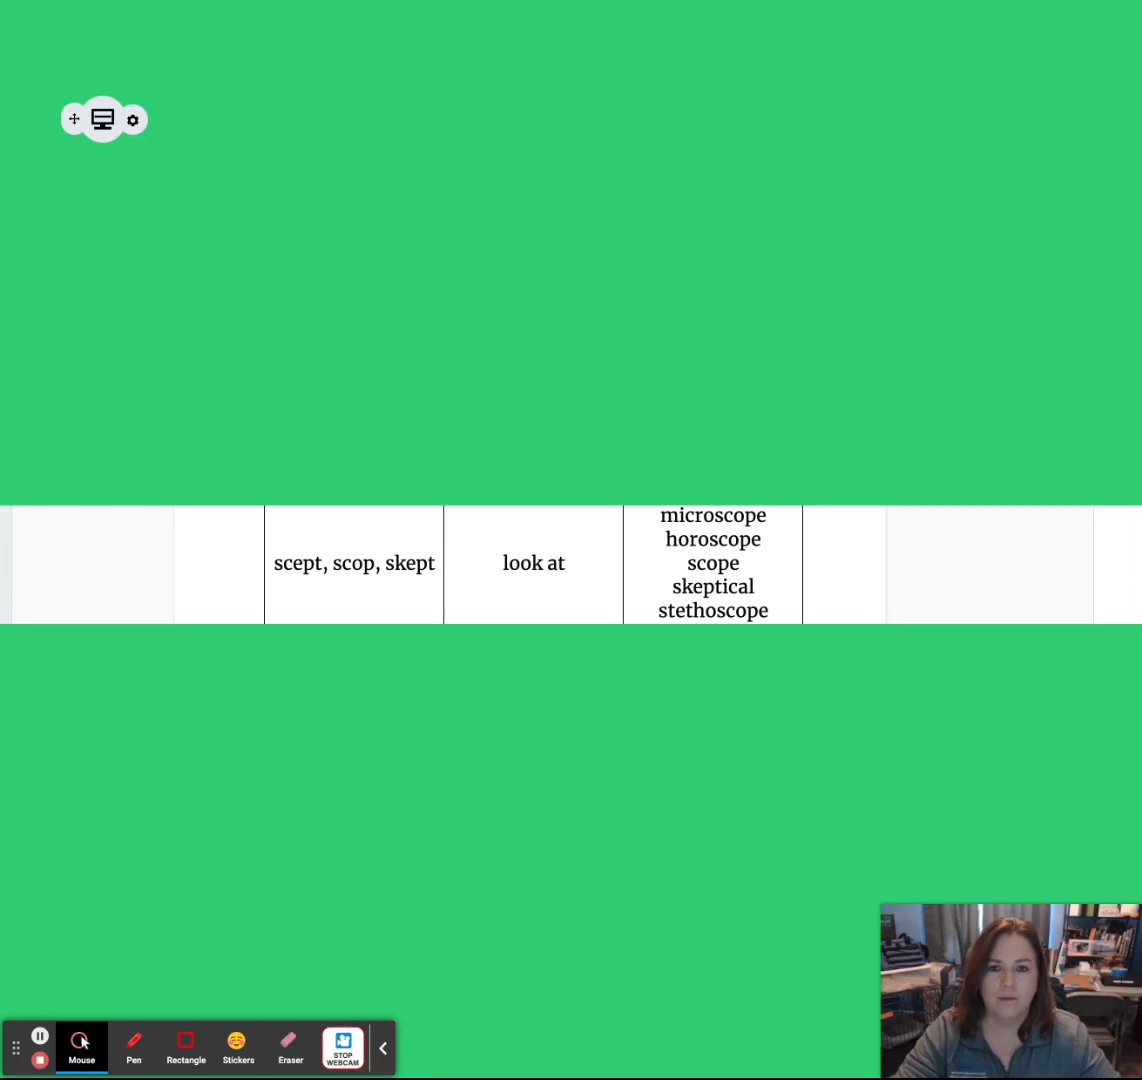 microscope
horoscope
scept, scop, skept look at scope
skeptical
stethoscope
Mouse Pen Rectangle Stickers Eraser STOP
WEBCAM